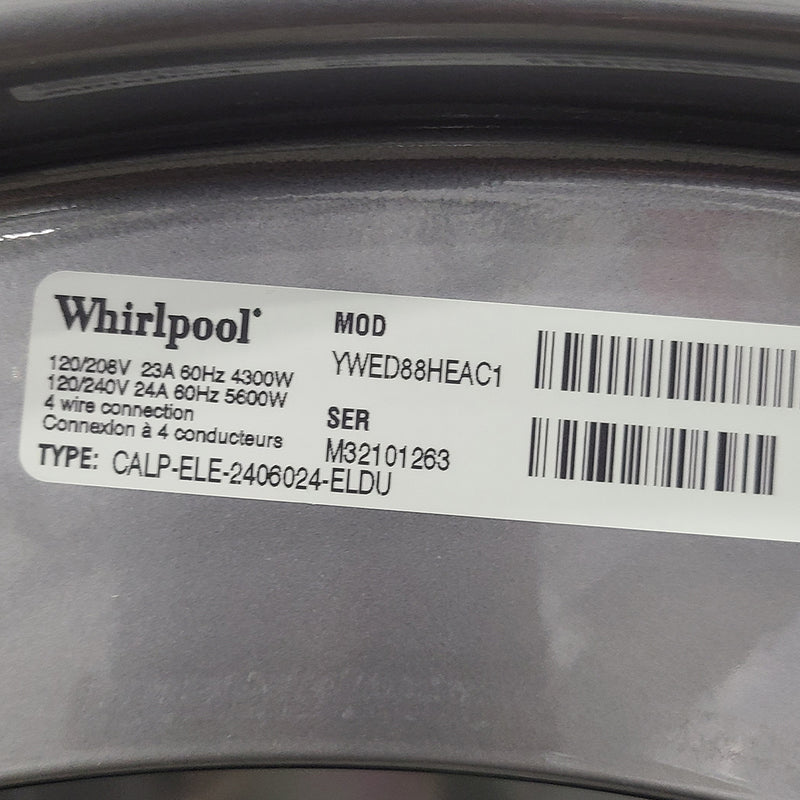 Whirlpool®
120/208V 23A 60Hz 4300W
120/240V 24A 60Hz 5600W
4 wire connection
Connexion à 4 conducteurs
TYPE: CALP-ELE-2406024-ELDU
MOD
YWED88HEAC1
SER
M32101263